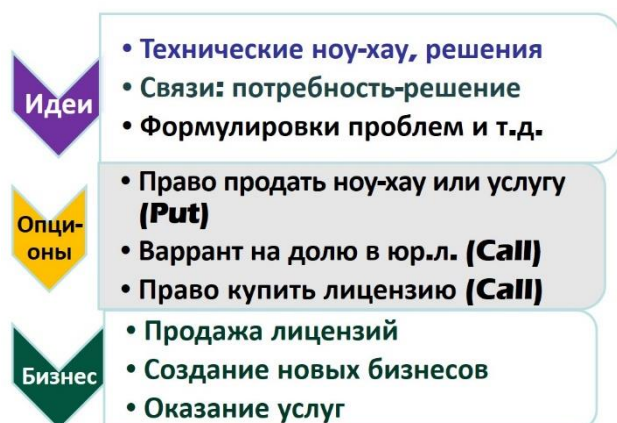 Идеи
• Технические ноу-хау, решения
• Связи: потребность-решение
• Формулировки проблем и т.д.
Опци-
оны
• Право продать ноу-хау или услугу
(Put)
• Варрант на долю в юр.л. (Call)
• Право купить лицензию (Call)
Бизнес
• Продажа лицензий
• Создание новых бизнесов
• Оказание услуг